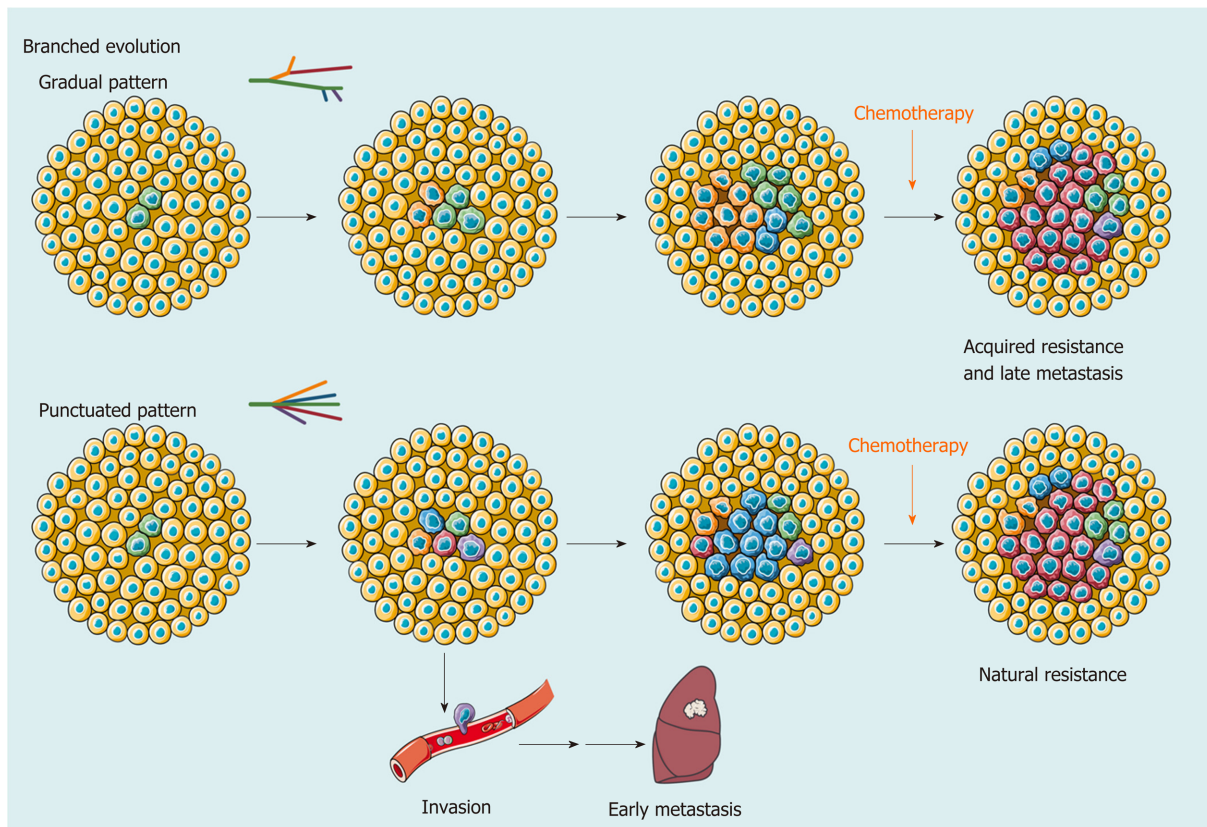 Branched evolution
Gradual pattern
Chemotherapy
Acquired resistance
and late metastasis
Punctuated pattern
Chemotherapy
Natural resistance
Invasion
Early metastasis